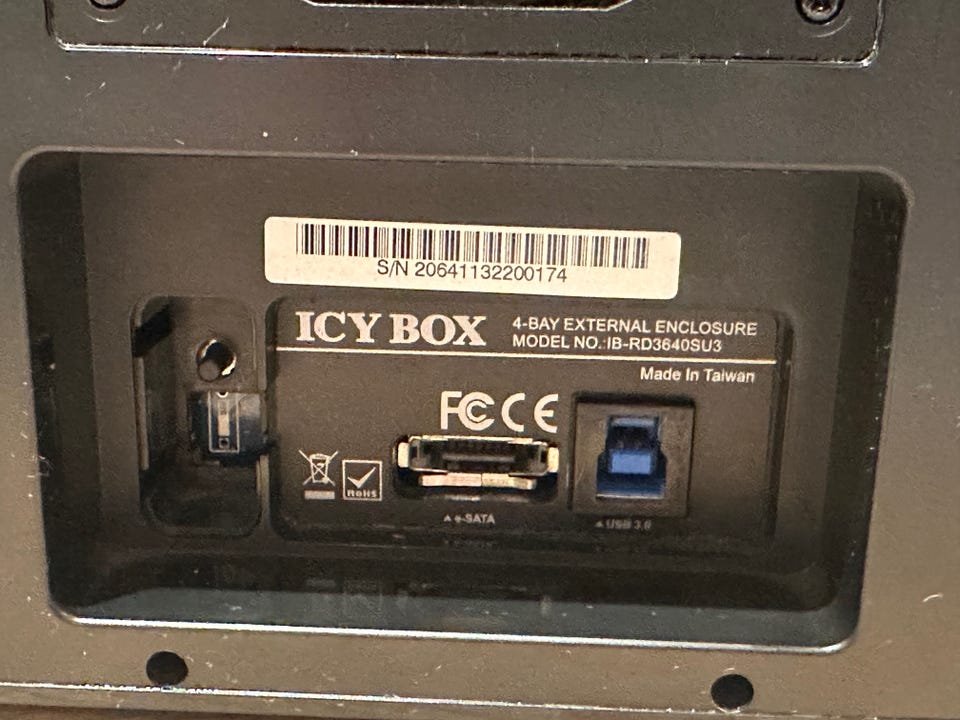 S/N 20641132200174
ICY BOX
4-BAY EXTERNAL ENCLOSURE
MODEL NO.:IB-RD3640SU3
Made In Taiwan
FC CE
RoHS
e-SATA
USB 3.0